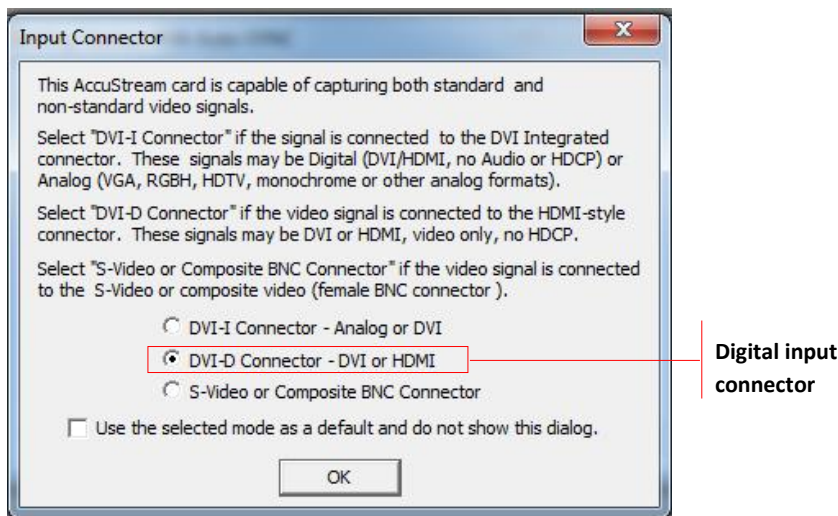 Input Connector
This AccuStream card is capable of capturing both standard and
non-standard video signals.
Select "DVI-I Connector" if the signal is connected to the DVI Integrated
connector. These signals may be Digital (DVI/HDMI, no Audio or HDCP) or
Analog (VGA, RGBH, HDTV, monochrome or other analog formats).
Select "DVI-D Connector" if the video signal is connected to the HDMI-style
connector. These signals may be DVI or HDMI, video only, no HDCP.
Select "S-Video or Composite BNC Connector" if the video signal is connected
to the S-Video or composite video (female BNC connector ).
DVI-I Connector - Analog or DVI
DVI-D Connector - DVI or HDMI
S-Video or Composite BNC Connector
Use the selected mode as a default and do not show this dialog.
OK
Digital input
connector